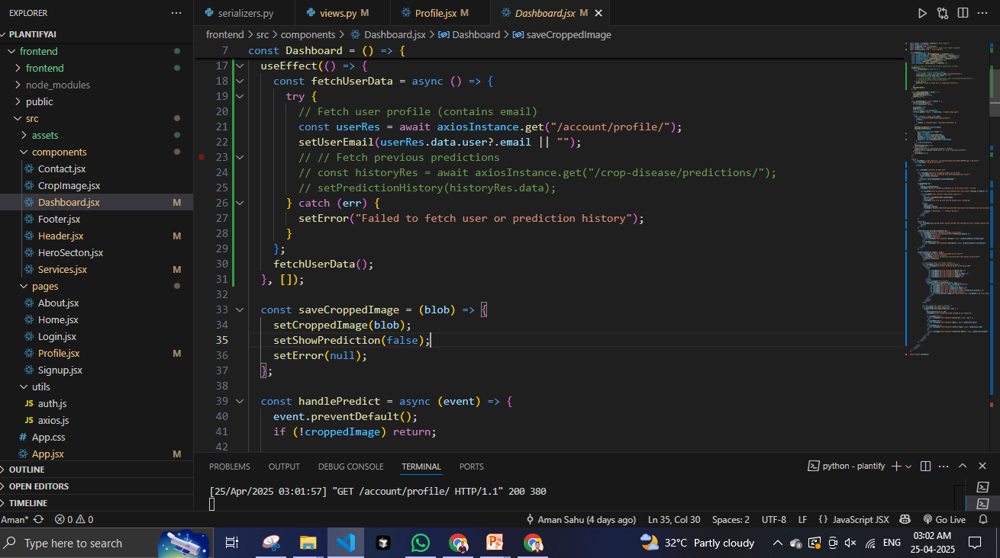 EXPLORER
PLANTIFYAI
frontend
frontend
node_modules
public
src
assets
components
Contact.jsx
CropImage.jsx
Dashboard.jsx M
Footer.jsx
Header.jsx M
HeroSecton.jsx
Services.jsx M
pages
About.jsx
Home.jsx
Login.jsx
Profile.jsx M
Signup.jsx
utils
JS auth.js
JS axios.js
# App.css
App.jsx M
OUTLINE
OPEN EDITORS
TIMELINE
serializers.py views.py M Profile.jsx M Dashboard.jsx M
frontend > src > components > Dashboard.jsx > Dashboard > saveCroppedImage
7 const Dashboard = () => {
17 useEffect(() => {
18 const fetchUserData = async () => {
19 try {
20 // Fetch user profile (contains email)
21 const userRes = await axiosInstance.get("/account/profile/");
22 setUserEmail(userRes.data.user?.email || "");
23 // // Fetch previous predictions
24 // const historyRes = await axiosInstance.get("/crop-disease/predictions/");
25 // setPredictionHistory(historyRes.data);
26 } catch (err) {
27 setError("Failed to fetch user or prediction history");
28 }
29 };
30 fetchUserData();
31 }, []);
32
33 const saveCroppedImage = (blob) => {
34 setCroppedImage(blob);
35 setShowPrediction(false);
36 setError(null);
37 };
38
39 const handlePredict = async (event) => {
40 event.preventDefault();
41 if (!croppedImage) return;
42
PROBLEMS OUTPUT DEBUG CONSOLE TERMINAL PORTS
python - plantify
[25/Apr/2025 03:01:57] "GET /account/profile/ HTTP/1.1" 200 380
Aman* 0 0 Aman Sahu (4 days ago) Ln 35, Col 30 Spaces: 2 UTF-8 LF {} JavaScript JSX Go Live
Type here to search
32°C Partly cloudy
ENG
03:02 AM
25-04-2025